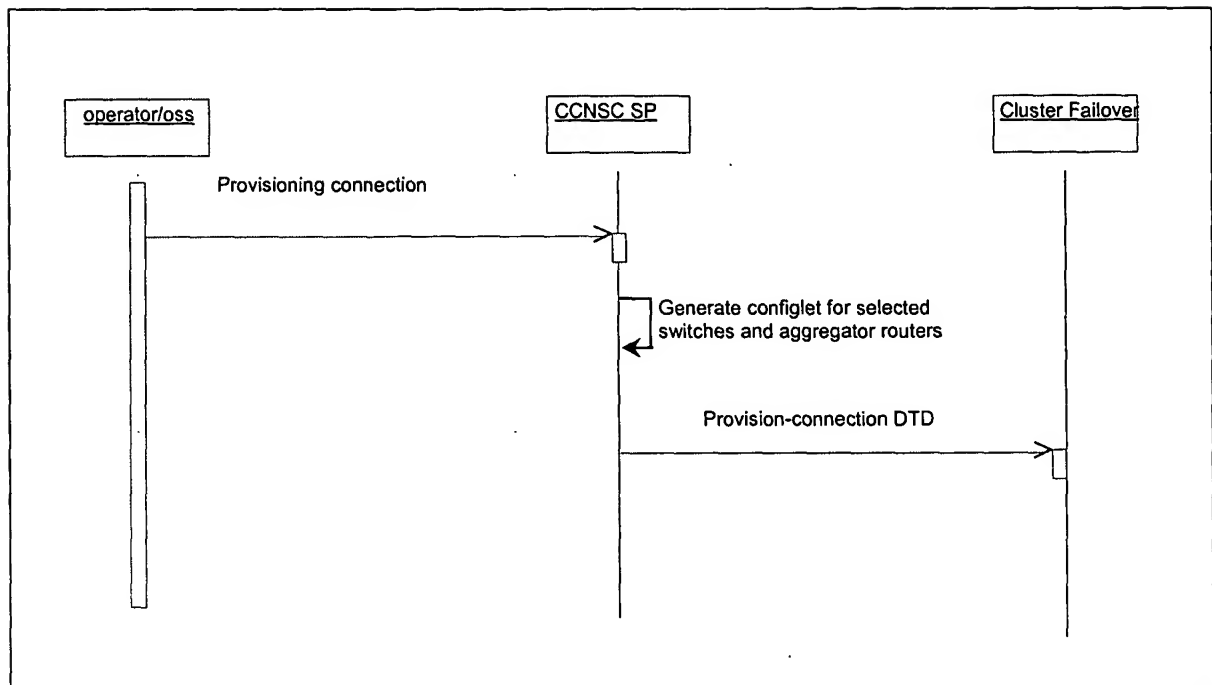 operator/oss
CCNSC SP
Cluster Failover
Provisioning connection
Generate configlet for selected
switches and aggregator routers
Provision-connection DTD